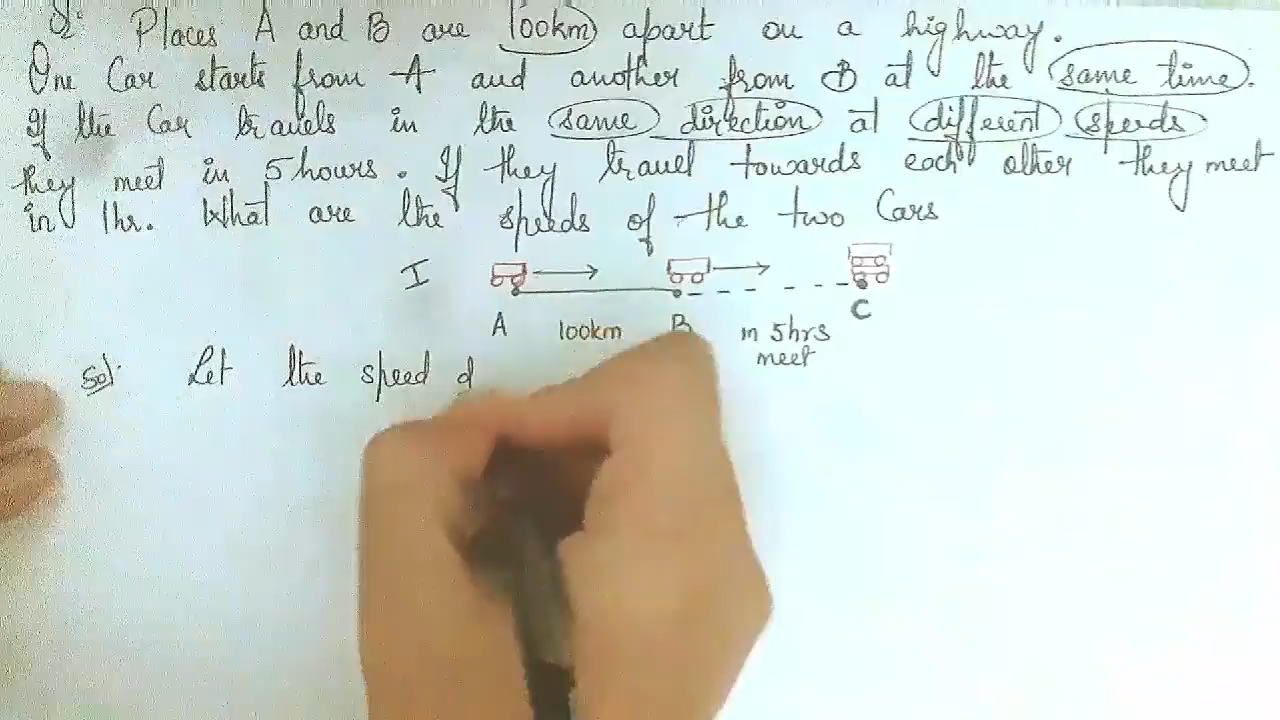 Q: Places A and B are 100km apart on a highway.
One Car starts from A and another from B at the same time.
If the Car travels in the same direction at different speeds
they meet in 5 hours. If they travel towards each other they meet
in 1hr. What are the speeds of the two Cars
I
A 100km B in 5hrs C
meet
Sol: Let the speed of